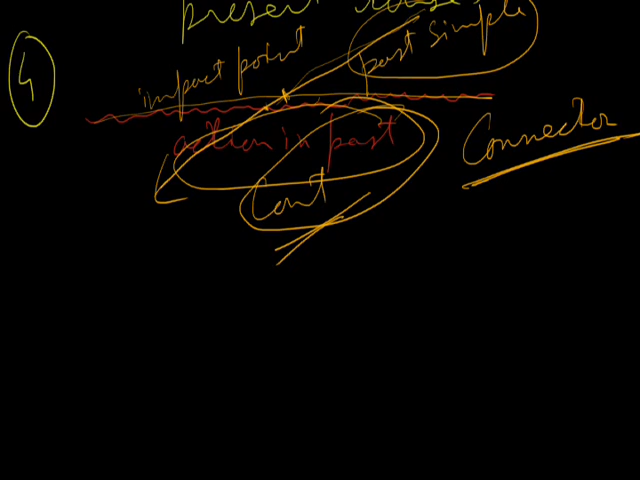 present
4
impact point past simple
action in past
Connector
Cont